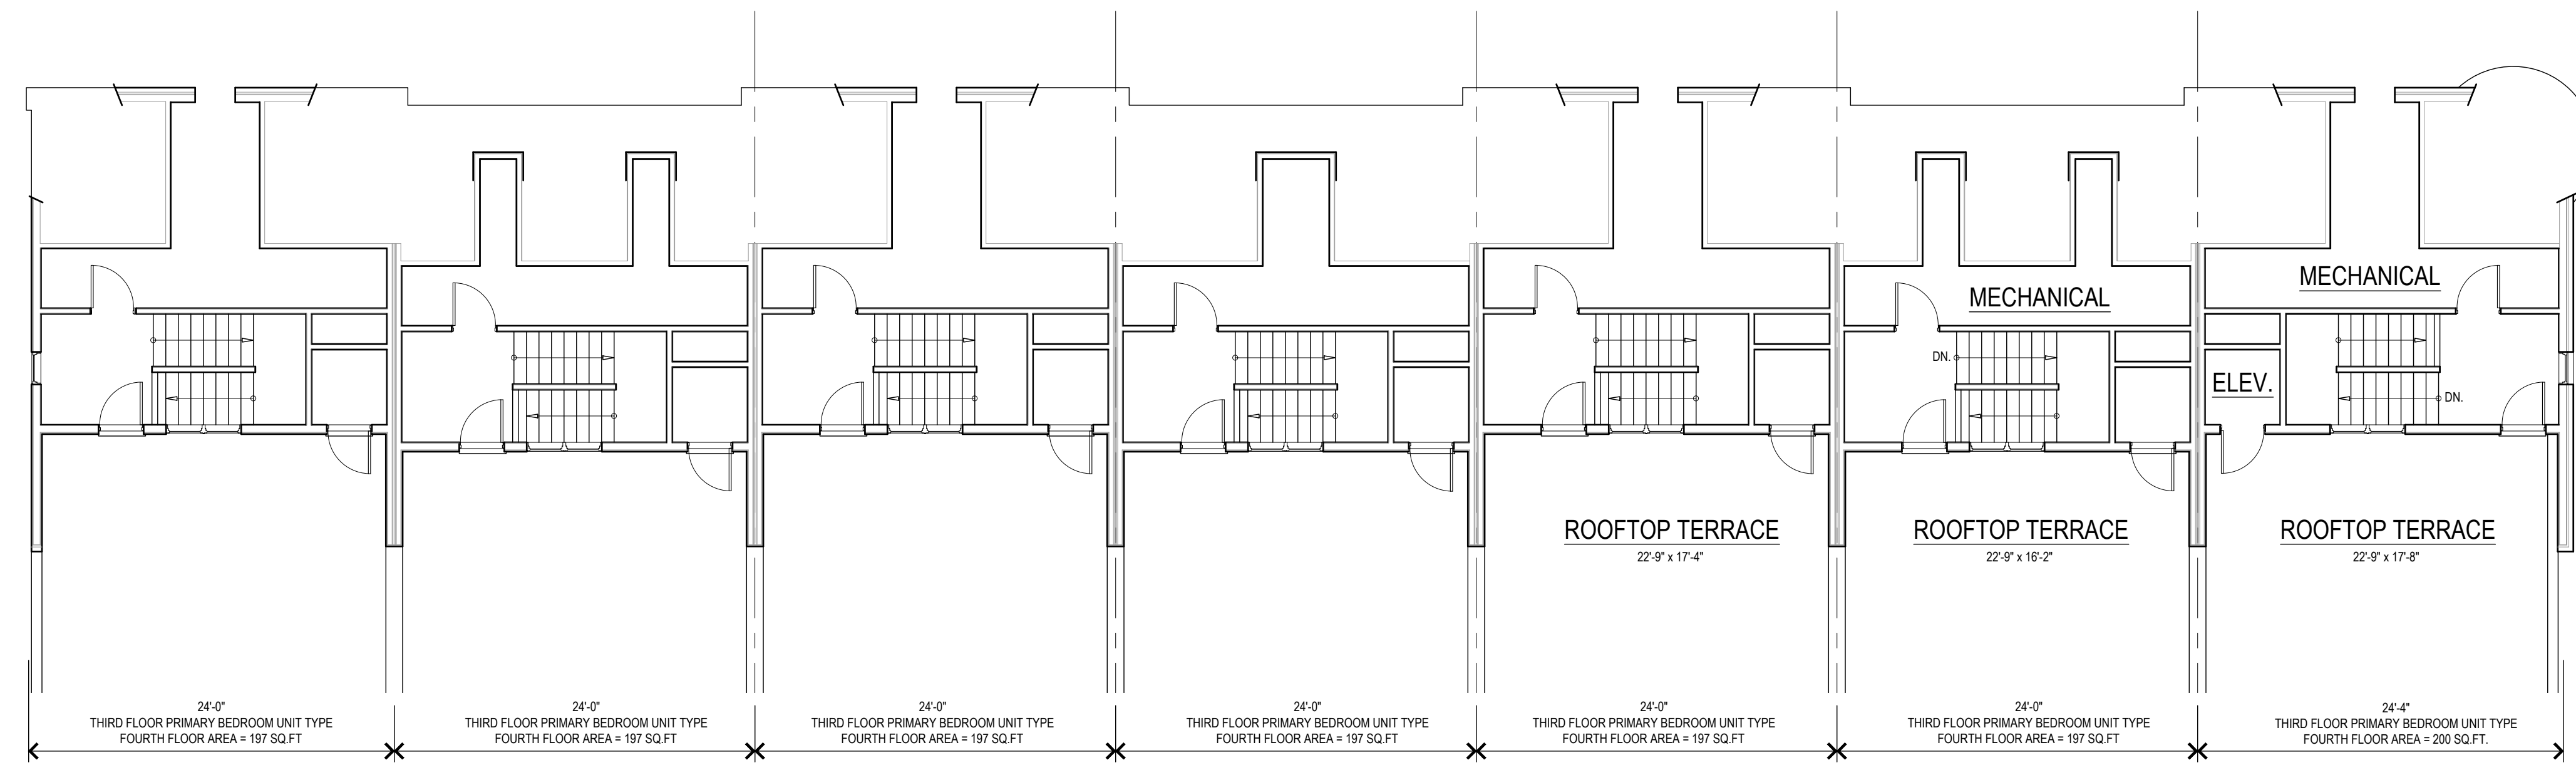 MECHANICAL
MECHANICAL
DN.
ELEV.
DN.
ROOFTOP TERRACE
22'-9" x 17'-4"
ROOFTOP TERRACE
22'-9" x 16'-2"
ROOFTOP TERRACE
22'-9" x 17'-8"
24'-0"
THIRD FLOOR PRIMARY BEDROOM UNIT TYPE
FOURTH FLOOR AREA = 197 SQ.FT
24'-0"
THIRD FLOOR PRIMARY BEDROOM UNIT TYPE
FOURTH FLOOR AREA = 197 SQ.FT
24'-0"
THIRD FLOOR PRIMARY BEDROOM UNIT TYPE
FOURTH FLOOR AREA = 197 SQ.FT
24'-0"
THIRD FLOOR PRIMARY BEDROOM UNIT TYPE
FOURTH FLOOR AREA = 197 SQ.FT
24'-0"
THIRD FLOOR PRIMARY BEDROOM UNIT TYPE
FOURTH FLOOR AREA = 197 SQ.FT
24'-0"
THIRD FLOOR PRIMARY BEDROOM UNIT TYPE
FOURTH FLOOR AREA = 197 SQ.FT
24'-4"
THIRD FLOOR PRIMARY BEDROOM UNIT TYPE
FOURTH FLOOR AREA = 200 SQ.FT.